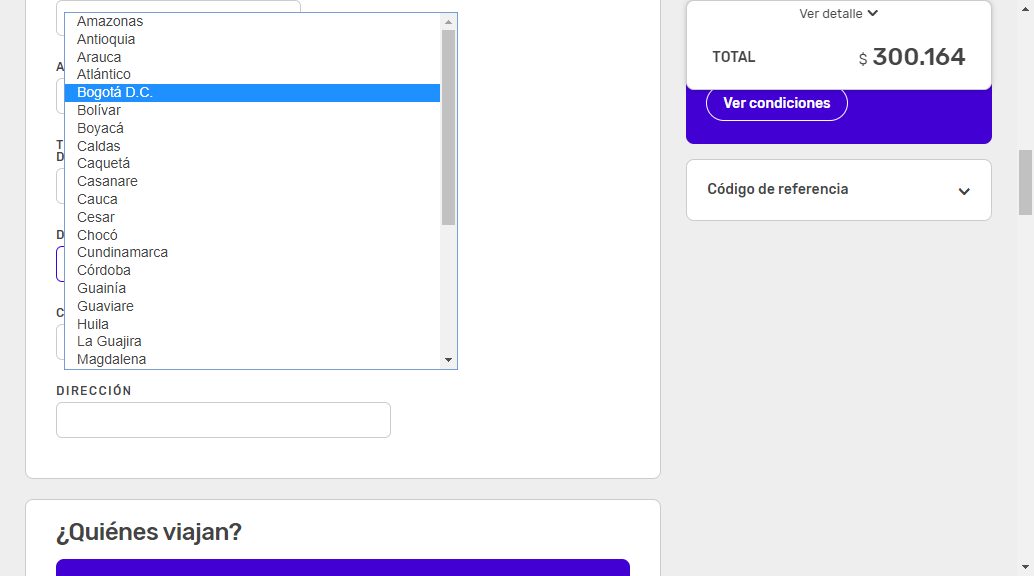 Amazonas
Antioquia
Arauca
Atlántico
Bogotá D.C.
Bolívar
Boyacá
Caldas
Caquetá
Casanare
Cauca
Cesar
Chocó
Cundinamarca
Córdoba
Guainía
Guaviare
Huila
La Guajira
Magdalena
A
T
D
D
C
DIRECCIÓN
¿Quiénes viajan?
Ver detalle
TOTAL
$ 300.164
Ver condiciones
Código de referencia